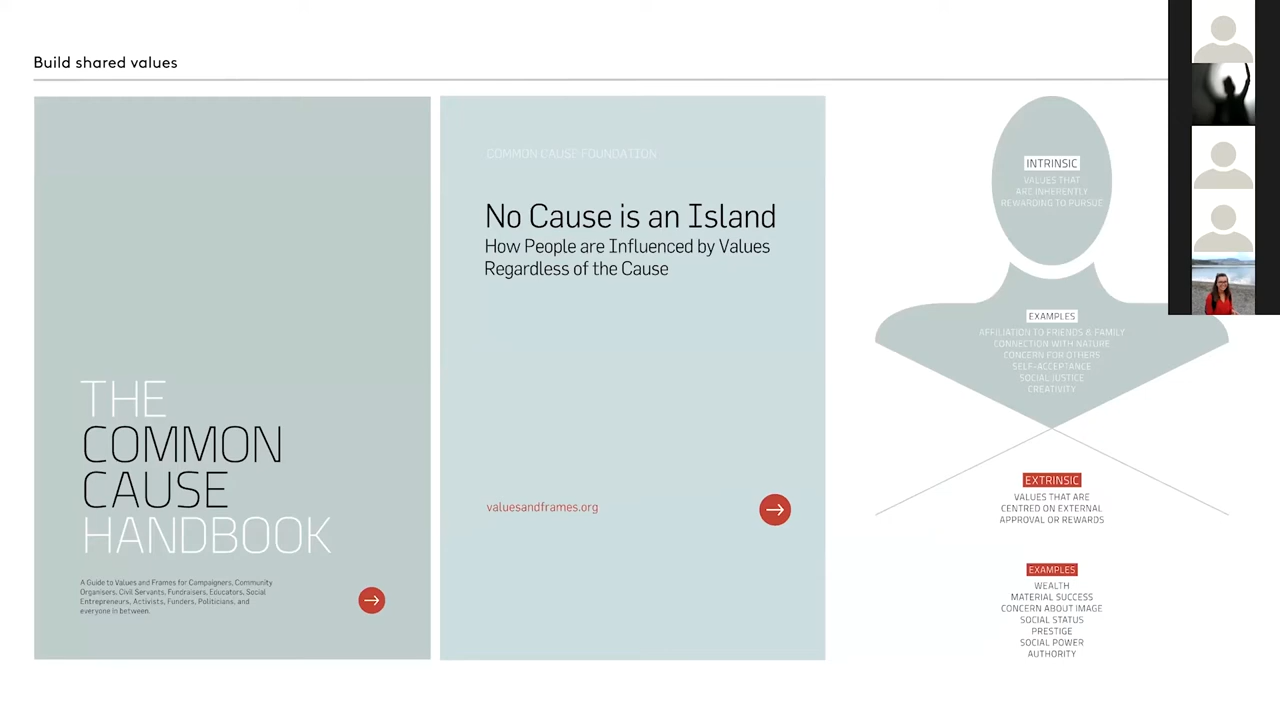 Build shared values
THE
COMMON
CAUSE
HANDBOOK
A Guide to Values and Frames for Campaigners, Community
Organisers, Civil Servants, Fundraisers, Educators, Social
Entrepreneurs, Activists, Funders, Politicians, and
everyone in between.
COMMON CAUSE FOUNDATION
No Cause is an Island
How People are Influenced by Values
Regardless of the Cause
valuesandframes.org
INTRINSIC
VALUES THAT
ARE INHERENTLY
REWARDING TO PURSUE
EXAMPLES
AFFILIATION TO FRIENDS & FAMILY
CONNECTION WITH NATURE
CONCERN FOR OTHERS
SELF-ACCEPTANCE
SOCIAL JUSTICE
CREATIVITY
EXTRINSIC
VALUES THAT ARE
CENTRED ON EXTERNAL
APPROVAL OR REWARDS
EXAMPLES
WEALTH
MATERIAL SUCCESS
CONCERN ABOUT IMAGE
SOCIAL STATUS
PRESTIGE
SOCIAL POWER
AUTHORITY